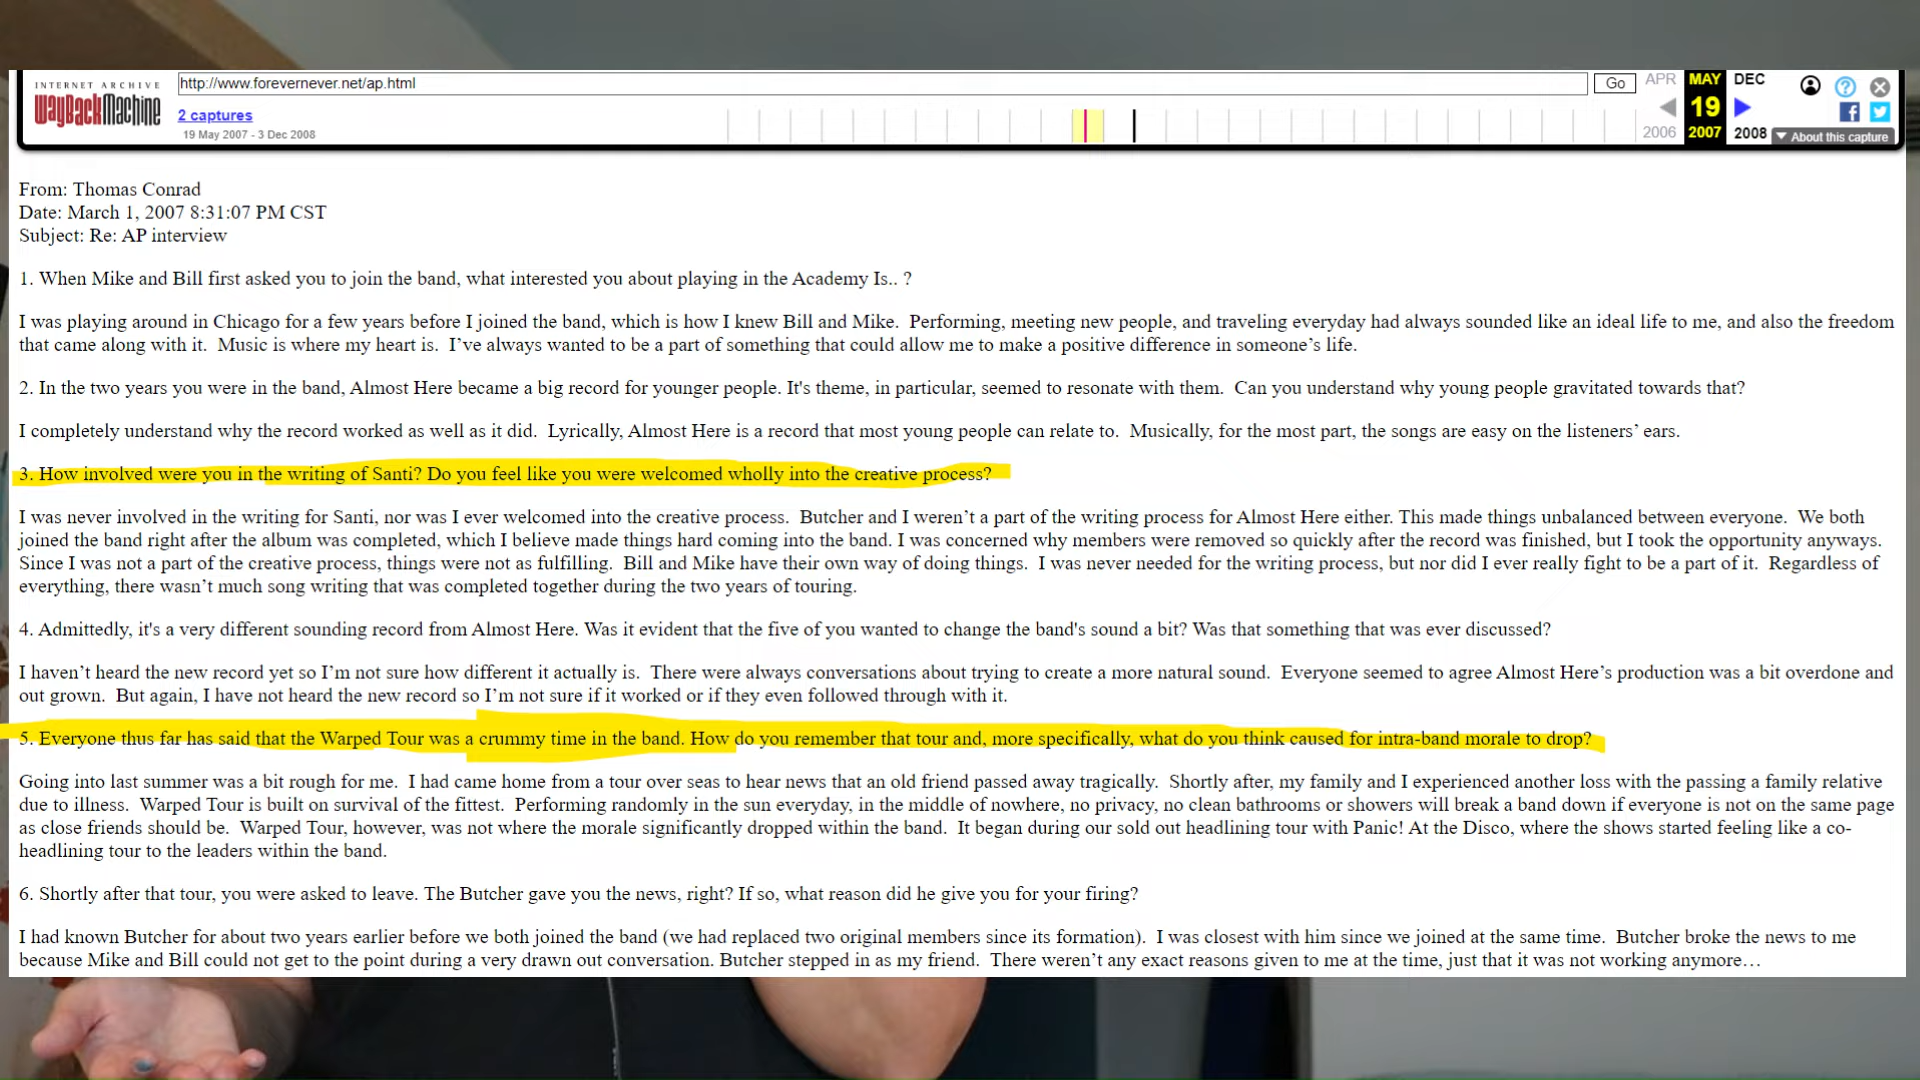 INTERNET ARCHIVE
WayBackMachine
http://www.forevernever.net/ap.html
Go
APR
MAY
DEC
2 captures
19
19 May 2007 - 3 Dec 2008
2006
2007
2008
About this capture
From: Thomas Conrad
Date: March 1, 2007 8:31:07 PM CST
Subject: Re: AP interview
1. When Mike and Bill first asked you to join the band, what interested you about playing in the Academy Is.. ?
I was playing around in Chicago for a few years before I joined the band, which is how I knew Bill and Mike.  Performing, meeting new people, and traveling everyday had always sounded like an ideal life to me, and also the freedom
that came along with it.  Music is where my heart is.  I’ve always wanted to be a part of something that could allow me to make a positive difference in someone’s life.
2. In the two years you were in the band, Almost Here became a big record for younger people. It's theme, in particular, seemed to resonate with them.  Can you understand why young people gravitated towards that?
I completely understand why the record worked as well as it did.  Lyrically, Almost Here is a record that most young people can relate to.  Musically, for the most part, the songs are easy on the listeners’ ears.
3. How involved were you in the writing of Santi? Do you feel like you were welcomed wholly into the creative process?
I was never involved in the writing for Santi, nor was I ever welcomed into the creative process.  Butcher and I weren’t a part of the writing process for Almost Here either. This made things unbalanced between everyone.  We both
joined the band right after the album was completed, which I believe made things hard coming into the band. I was concerned why members were removed so quickly after the record was finished, but I took the opportunity anyways.
Since I was not a part of the creative process, things were not as fulfilling.  Bill and Mike have their own way of doing things.  I was never needed for the writing process, but nor did I ever really fight to be a part of it.  Regardless of
everything, there wasn’t much song writing that was completed together during the two years of touring.
4. Admittedly, it's a very different sounding record from Almost Here. Was it evident that the five of you wanted to change the band's sound a bit? Was that something that was ever discussed?
I haven’t heard the new record yet so I’m not sure how different it actually is.  There were always conversations about trying to create a more natural sound.  Everyone seemed to agree Almost Here’s production was a bit overdone and
out grown.  But again, I have not heard the new record so I’m not sure if it worked or if they even followed through with it.
5. Everyone thus far has said that the Warped Tour was a crummy time in the band. How do you remember that tour and, more specifically, what do you think caused for intra-band morale to drop?
Going into last summer was a bit rough for me.  I had came home from a tour over seas to hear news that an old friend passed away tragically.  Shortly after, my family and I experienced another loss with the passing a family relative
due to illness.  Warped Tour is built on survival of the fittest.  Performing randomly in the sun everyday, in the middle of nowhere, no privacy, no clean bathrooms or showers will break a band down if everyone is not on the same page
as close friends should be.  Warped Tour, however, was not where the morale significantly dropped within the band.  It began during our sold out headlining tour with Panic! At the Disco, where the shows started feeling like a co-
headlining tour to the leaders within the band.
6. Shortly after that tour, you were asked to leave. The Butcher gave you the news, right? If so, what reason did he give you for your firing?
I had known Butcher for about two years earlier before we both joined the band (we had replaced two original members since its formation).  I was closest with him since we joined at the same time.  Butcher broke the news to me
because Mike and Bill could not get to the point during a very drawn out conversation. Butcher stepped in as my friend.  There weren’t any exact reasons given to me at the time, just that it was not working anymore…